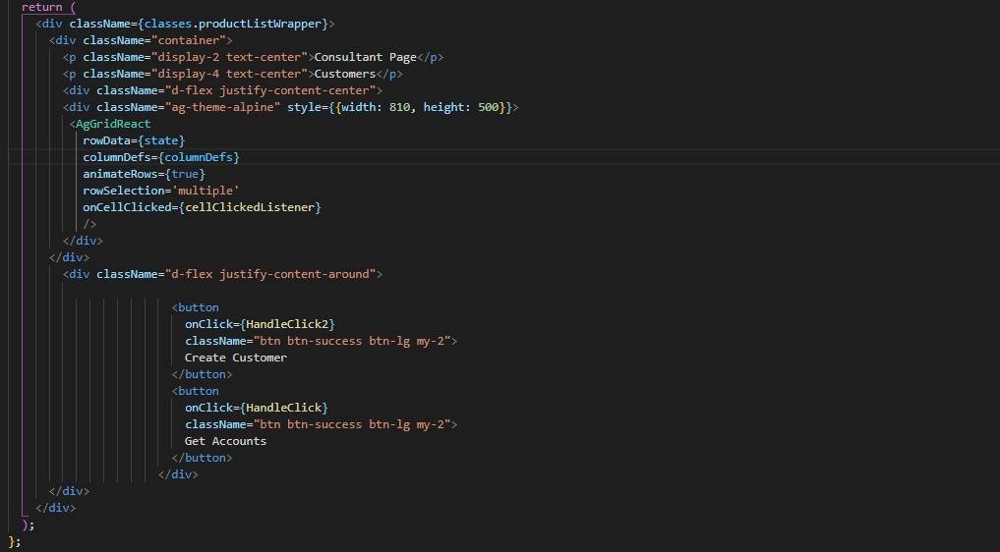 return (
<div className={classes.productListWrapper}>
<div className="container">
<p className="display-2 text-center">Consultant Page</p>
<p className="display-4 text-center">Customers</p>
<div className="d-flex justify-content-center">
<div className="ag-theme-alpine" style={{width: 810, height: 500}}>
<AgGridReact
rowData={state}
columnDefs={columnDefs}
animateRows={true}
rowSelection='multiple'
onCellClicked={cellClickedListener}
/>
</div>
</div>
<div className="d-flex justify-content-around">
<button
onClick={HandleClick2}
className="btn btn-success btn-lg my-2">
Create Customer
</button>
<button
onClick={HandleClick}
className="btn btn-success btn-lg my-2">
Get Accounts
</button>
</div>
</div>
</div>
);
};